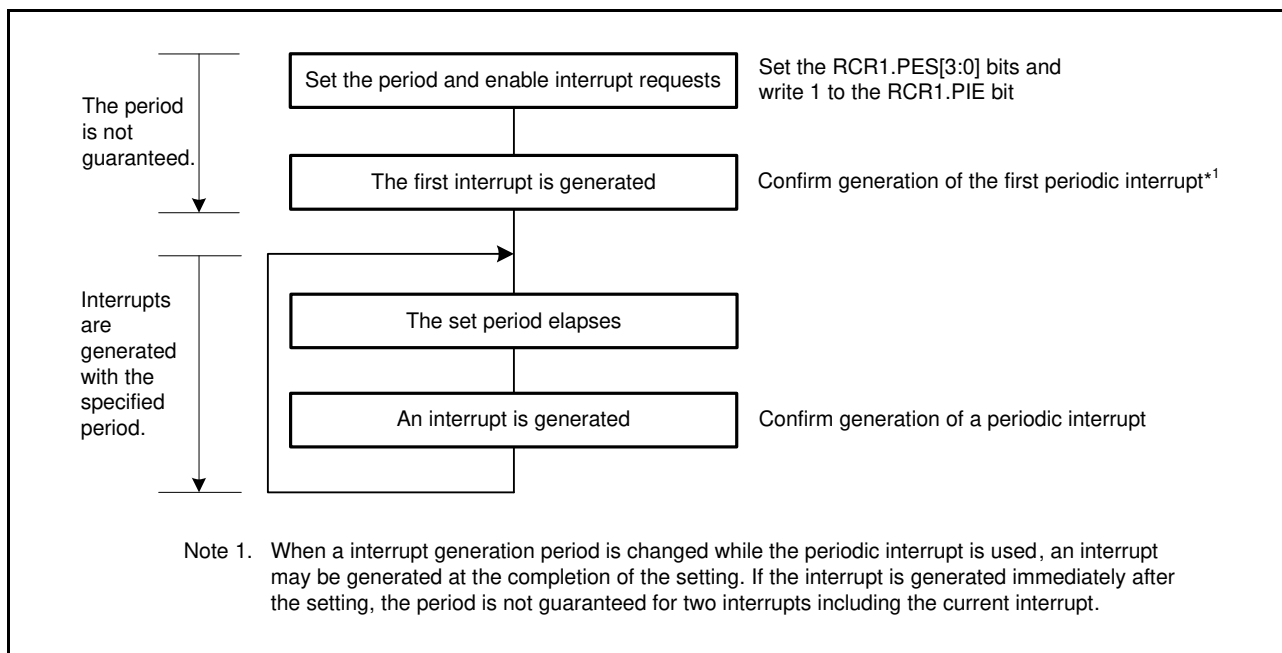 Set the period and enable interrupt requests
Set the RCR1.PES[3:0] bits and
write 1 to the RCR1.PIE bit
The period
is not
guaranteed.
The first interrupt is generated
Confirm generation of the first periodic interrupt*1
Interrupts
are
generated
with the
specified
period.
The set period elapses
An interrupt is generated
Confirm generation of a periodic interrupt
Note 1. When a interrupt generation period is changed while the periodic interrupt is used, an interrupt
may be generated at the completion of the setting. If the interrupt is generated immediately after
the setting, the period is not guaranteed for two interrupts including the current interrupt.